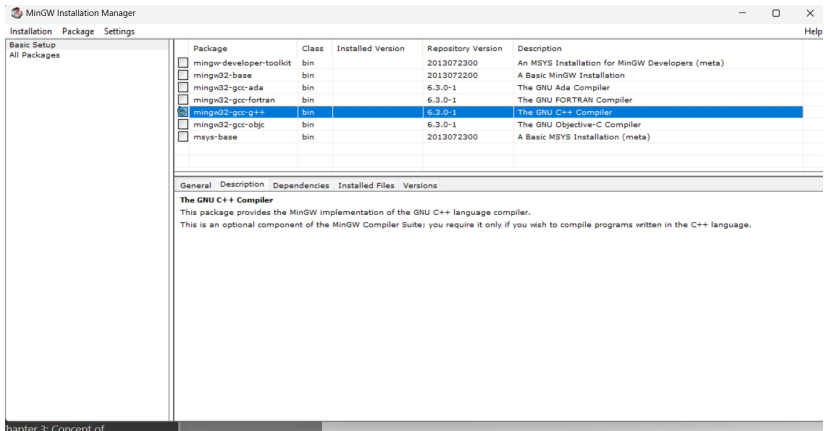 MinGW Installation Manager
Installation Package Settings Help
Basic Setup
All Packages
Package Class Installed Version Repository Version Description
mingw-developer-toolkit bin 2013072300 An MSYS Installation for MinGW Developers (meta)
mingw32-base bin 2013072200 A Basic MinGW Installation
mingw32-gcc-ada bin 6.3.0-1 The GNU Ada Compiler
mingw32-gcc-fortran bin 6.3.0-1 The GNU FORTRAN Compiler
mingw32-gcc-g++ bin 6.3.0-1 The GNU C++ Compiler
mingw32-gcc-objc bin 6.3.0-1 The GNU Objective-C Compiler
msys-base bin 2013072300 A Basic MSYS Installation (meta)
General Description Dependencies Installed Files Versions
The GNU C++ Compiler
This package provides the MinGW implementation of the GNU C++ language compiler.
This is an optional component of the MinGW Compiler Suite; you require it only if you wish to compile programs written in the C++ language.
hapter 3: Concept of